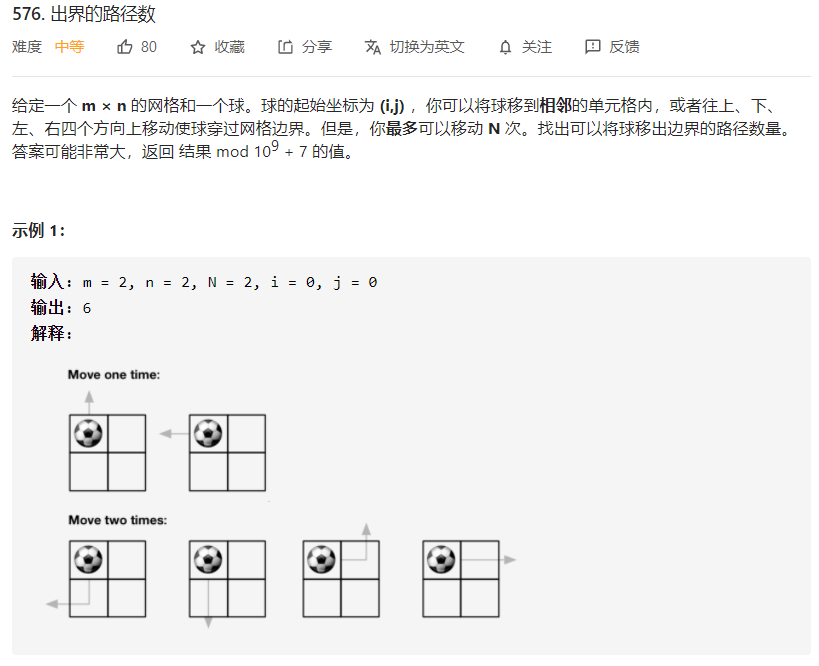 576. 出界的路径数
难度 中等 80 收藏 分享 切换为英文 关注 反馈
给定一个 m × n 的网格和一个球。球的起始坐标为 (i,j) ，你可以将球移到相邻的单元格内，或者往上、下、
左、右四个方向上移动使球穿过网格边界。但是，你最多可以移动 N 次。找出可以将球移出边界的路径数量。
答案可能非常大，返回 结果 mod 10⁹ + 7 的值。
示例 1：
输入: m = 2, n = 2, N = 2, i = 0, j = 0
输出: 6
解释:
Move one time:
Move two times: